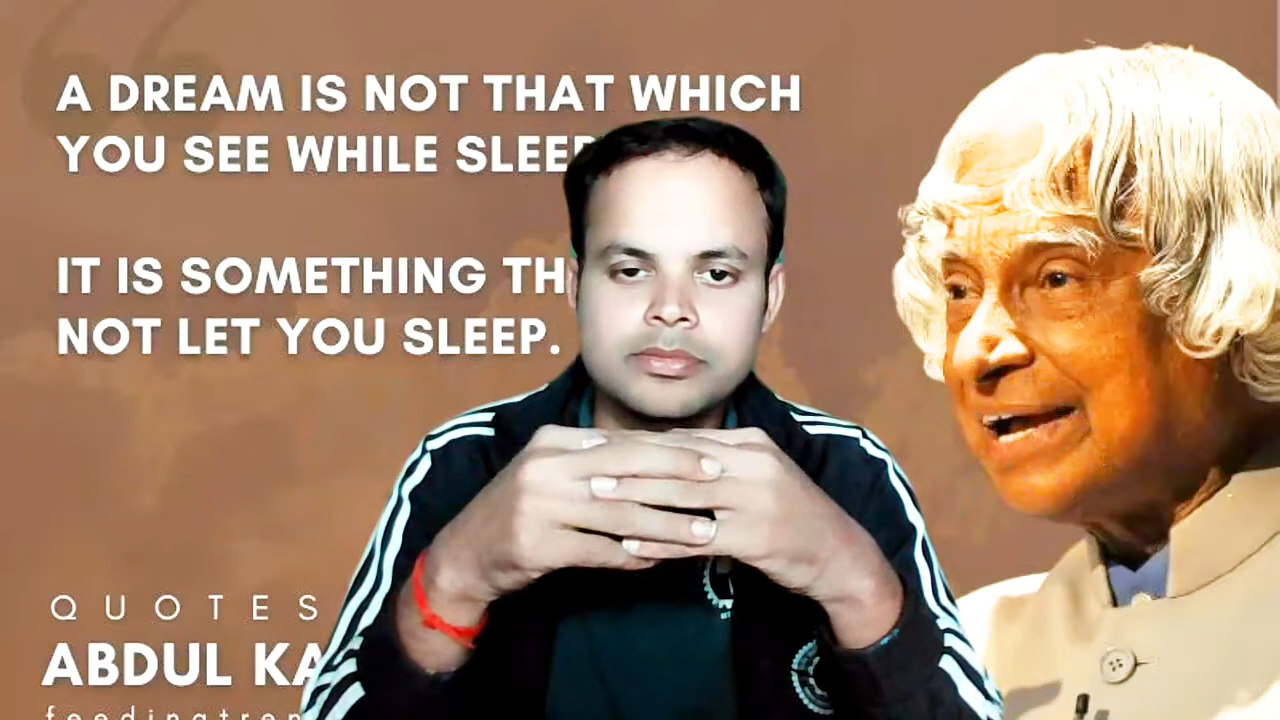 A DREAM IS NOT THAT WHICH
YOU SEE WHILE
IT IS SOMETHING
NOT LET YOU SLEEP.
QUOTES
ABDUL